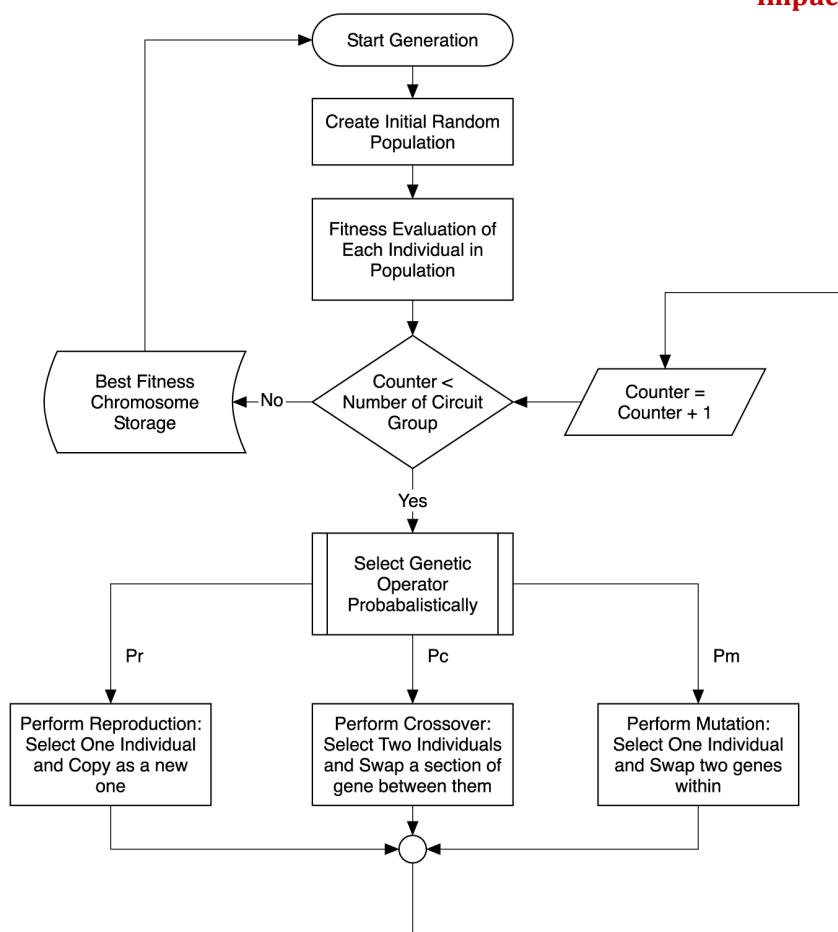 Impac
Start Generation
Create Initial Random
Population
Fitness Evaluation of
Each Individual in
Population
Best Fitness
Chromosome
Storage
No
Counter <
Number of Circuit
Group
Counter =
Counter + 1
Yes
Select Genetic
Operator
Probabalistically
Pr
Pc
Pm
Perform Reproduction:
Select One Individual
and Copy as a new
one
Perform Crossover:
Select Two Individuals
and Swap a section of
gene between them
Perform Mutation:
Select One Individual
and Swap two genes
within